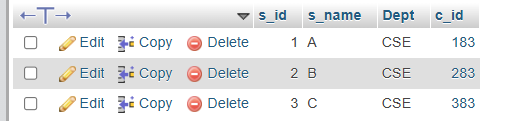 s_id s_name Dept c_id
Edit Copy Delete 1 A CSE 183
Edit Copy Delete 2 B CSE 283
Edit Copy Delete 3 C CSE 383